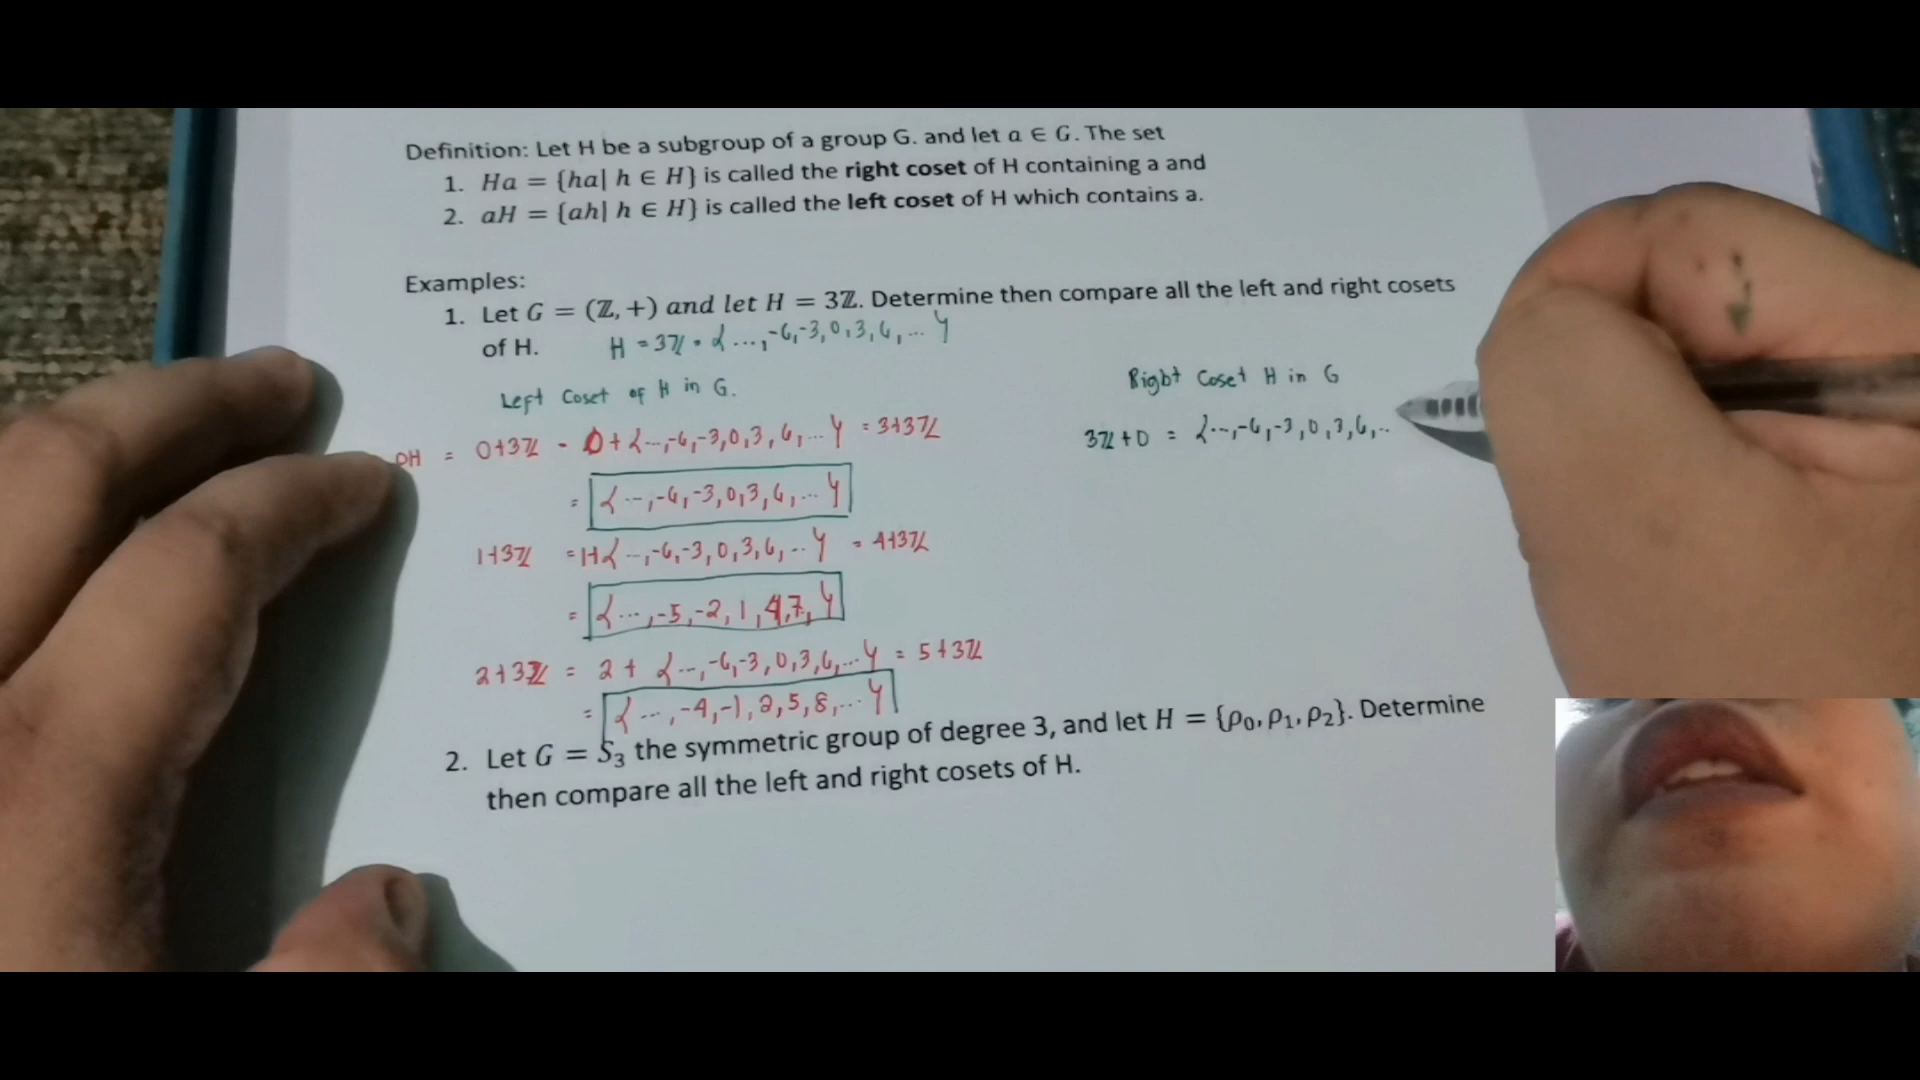 Definition: Let H be a subgroup of a group G. and let a ∈ G. The set
1. Ha = {ha| h ∈ H} is called the right coset of H containing a and
2. aH = {ah| h ∈ H} is called the left coset of H which contains a.
Examples:
1. Let G = (ℤ, +) and let H = 3ℤ. Determine then compare all the left and right cosets
of H. H = 3ℤ = {..., -6, -3, 0, 3, 6, ... }
Left Coset of H in G.
Right Coset H in G
0H = 0+3ℤ = 0+{..., -6, -3, 0, 3, 6, ... } = 3+3ℤ
3ℤ+0 = {..., -6, -3, 0, 3, 6, ..
= {..., -6, -3, 0, 3, 6, ... }
1+3ℤ = 1+{..., -6, -3, 0, 3, 6, ... } = 4+3ℤ
= {..., -5, -2, 1, 4, 7, }
2+3ℤ = 2 + {..., -6, -3, 0, 3, 6, ... } = 5+3ℤ
= {..., -4, -1, 2, 5, 8, ... }
2. Let G = S₃ the symmetric group of degree 3, and let H = {ρ₀, ρ₁, ρ₂}. Determine
then compare all the left and right cosets of H.